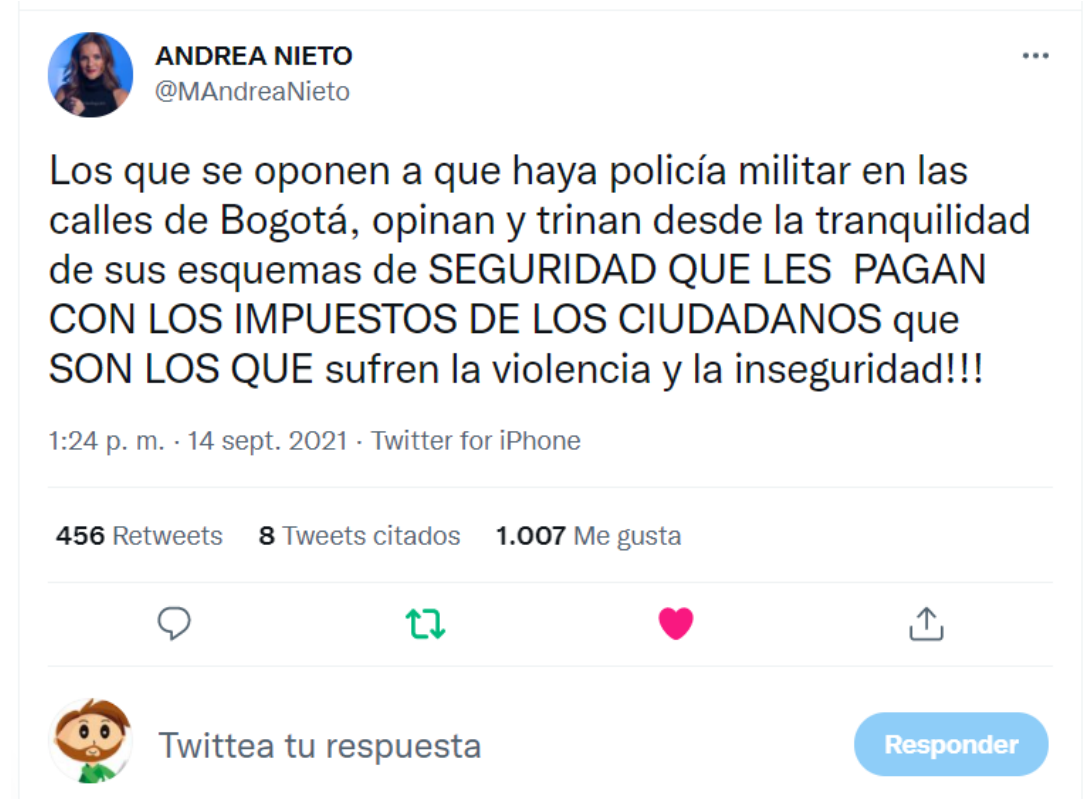 ANDREA NIETO
@MAndreaNieto
Los que se oponen a que haya policía militar en las
calles de Bogotá, opinan y trinan desde la tranquilidad
de sus esquemas de SEGURIDAD QUE LES  PAGAN
CON LOS IMPUESTOS DE LOS CIUDADANOS que
SON LOS QUE sufren la violencia y la inseguridad!!!
1:24 p. m. · 14 sept. 2021 · Twitter for iPhone
456 Retweets 8 Tweets citados 1.007 Me gusta
Twittea tu respuesta Responder